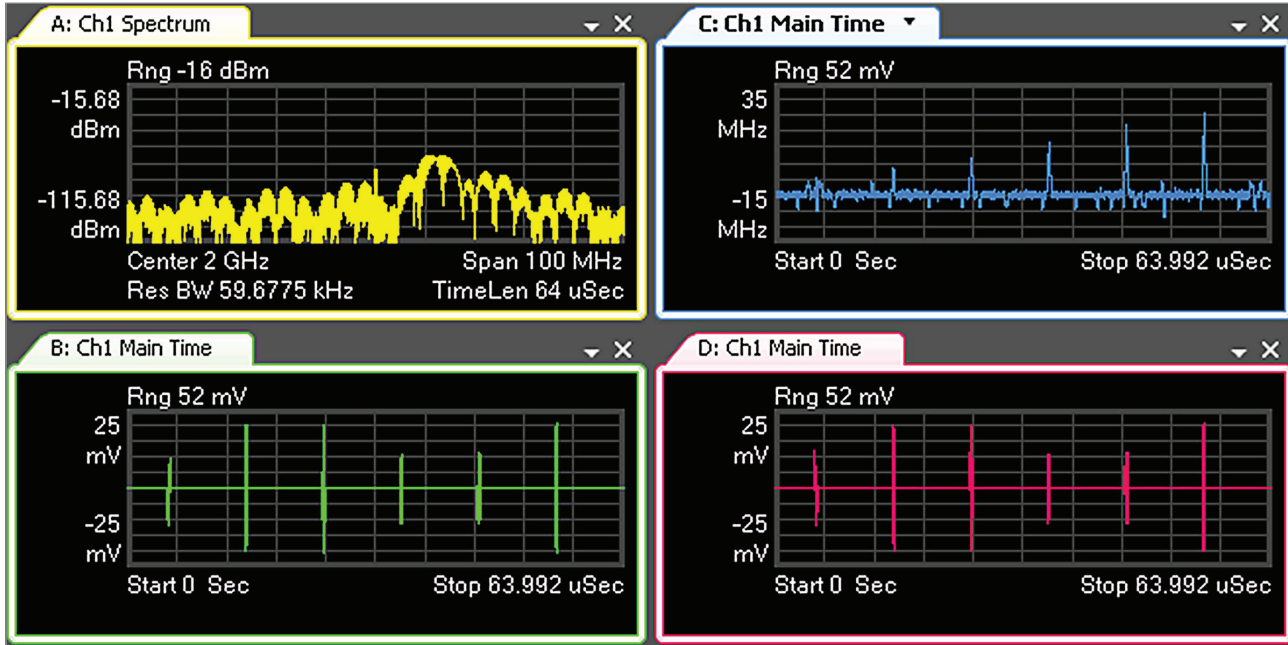 A: Ch1 Spectrum
Rng -16 dBm
-15.68
dBm
-115.68
dBm
Center 2 GHz Span 100 MHz
Res BW 59.6775 kHz TimeLen 64 uSec
C: Ch1 Main Time
Rng 52 mV
35
MHz
-15
MHz
Start 0 Sec Stop 63.992 uSec
B: Ch1 Main Time
Rng 52 mV
25
mV
-25
mV
Start 0 Sec Stop 63.992 uSec
D: Ch1 Main Time
Rng 52 mV
25
mV
-25
mV
Start 0 Sec Stop 63.992 uSec